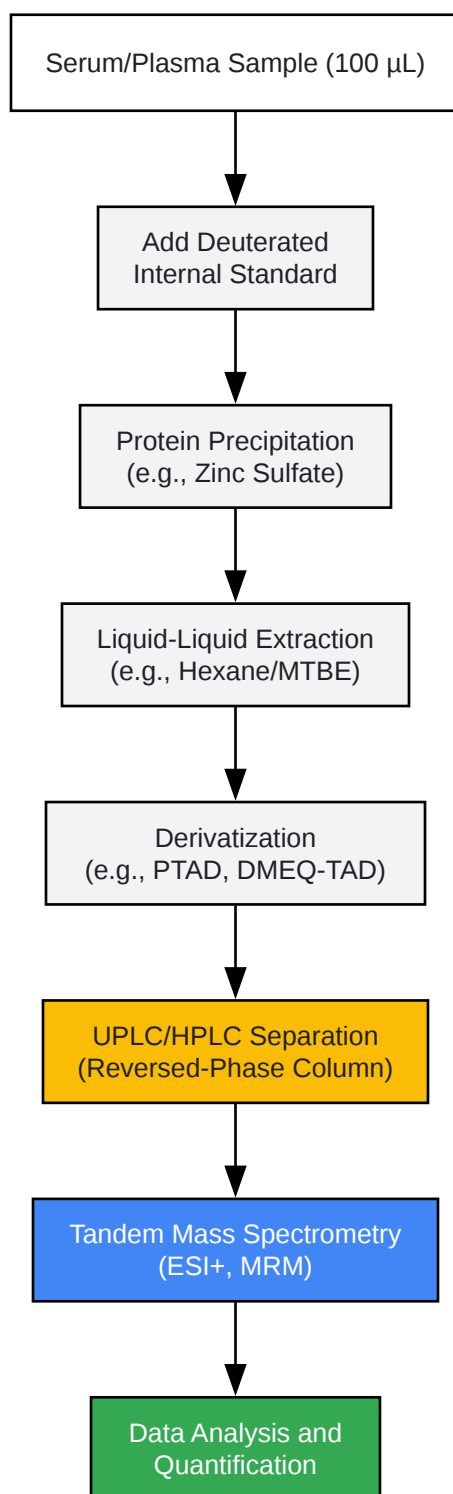 Serum/Plasma Sample (100 µL)
Add Deuterated
Internal Standard
Protein Precipitation
(e.g., Zinc Sulfate)
Liquid-Liquid Extraction
(e.g., Hexane/MTBE)
Derivatization
(e.g., PTAD, DMEQ-TAD)
UPLC/HPLC Separation
(Reversed-Phase Column)
Tandem Mass Spectrometry
(ESI+, MRM)
Data Analysis and
Quantification